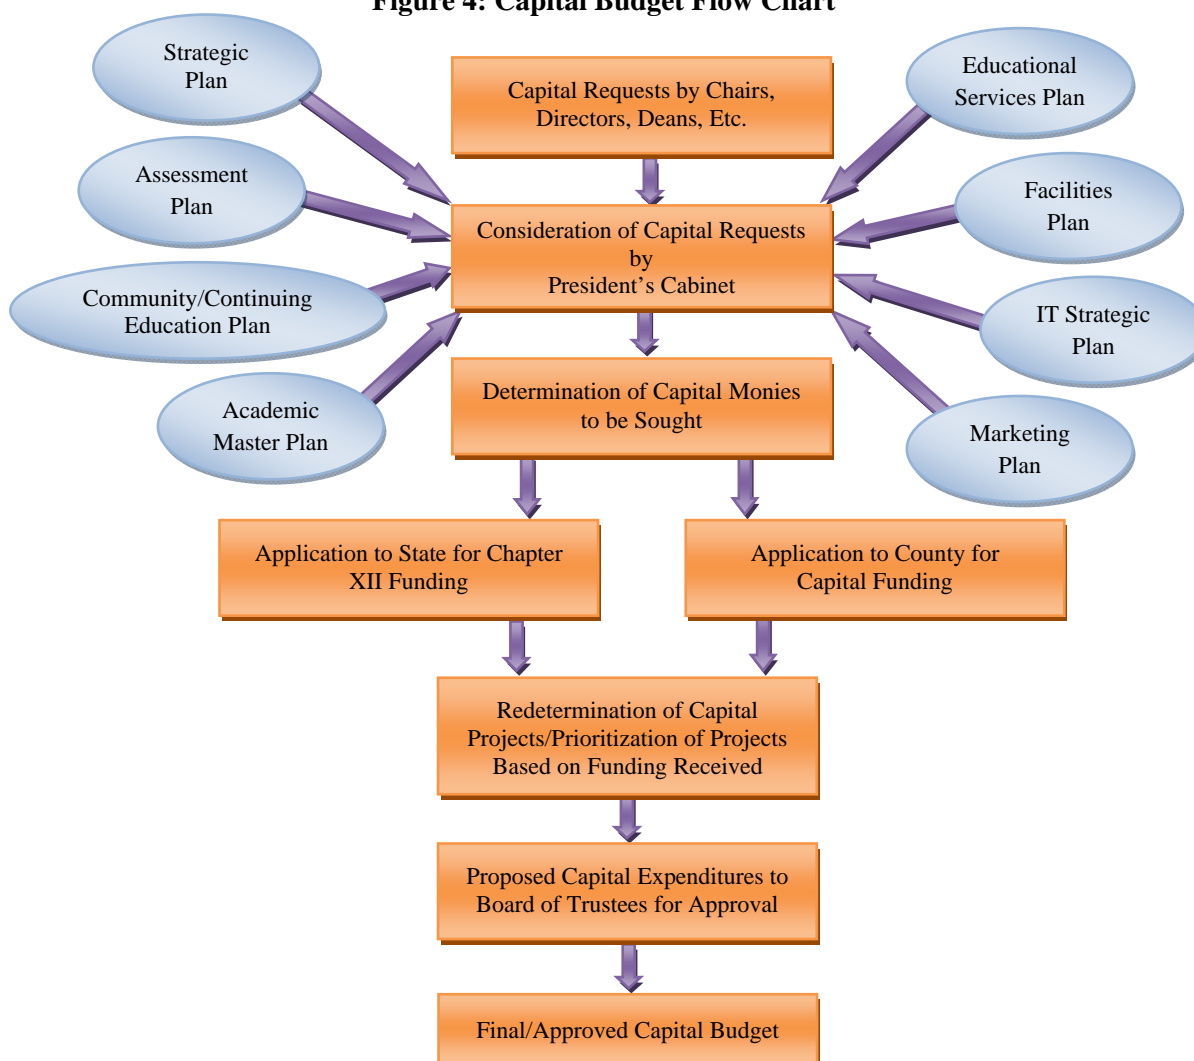 Figure 4: Capital Budget Flow Chart
Strategic
Plan
Capital Requests by Chairs,
Directors, Deans, Etc.
Educational
Services Plan
Assessment
Plan
Facilities
Plan
Consideration of Capital Requests
by
President’s Cabinet
Community/Continuing
Education Plan
IT Strategic
Plan
Academic
Master Plan
Determination of Capital Monies
to be Sought
Marketing
Plan
Application to State for Chapter
XII Funding
Application to County for
Capital Funding
Redetermination of Capital
Projects/Prioritization of Projects
Based on Funding Received
Proposed Capital Expenditures to
Board of Trustees for Approval
Final/Approved Capital Budget